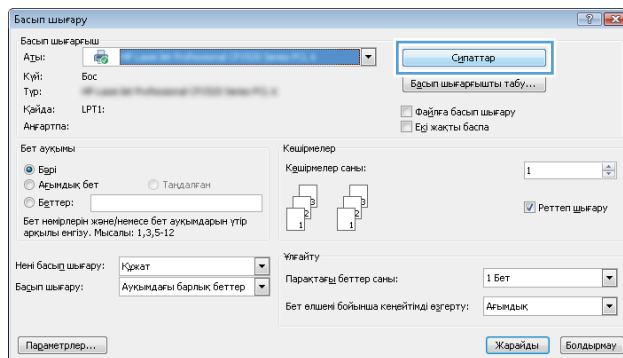 Басып шығару
Басып шығарғыш
Аты:
Сипаттар
Күй: Бос
Басып шығарғышты табу...
Түр:
Қайда: LPT1:
Файлға басып шығару
Аңғартпа:
Екі жақты баспа
Бет ауқымы
Бәрі
Ағымдық бет
Таңдалған
Беттер:
Бет нөмірлерін және/немесе бет ауқымдарын үтір
арқылы енгізу. Мысалы: 1,3,5-12
Көшірмелер
Көшірмелер саны: 1
Реттеп шығару
Нені басып шығару: Құжат
Басып шығару: Ауқымдағы барлық беттер
Ұлғайту
Парақтағы беттер саны: 1 Бет
Бет өлшемі бойынша кеңейтімді өзгерту: Ағымдық
Параметрлер...
Жарайды
Болдырмау